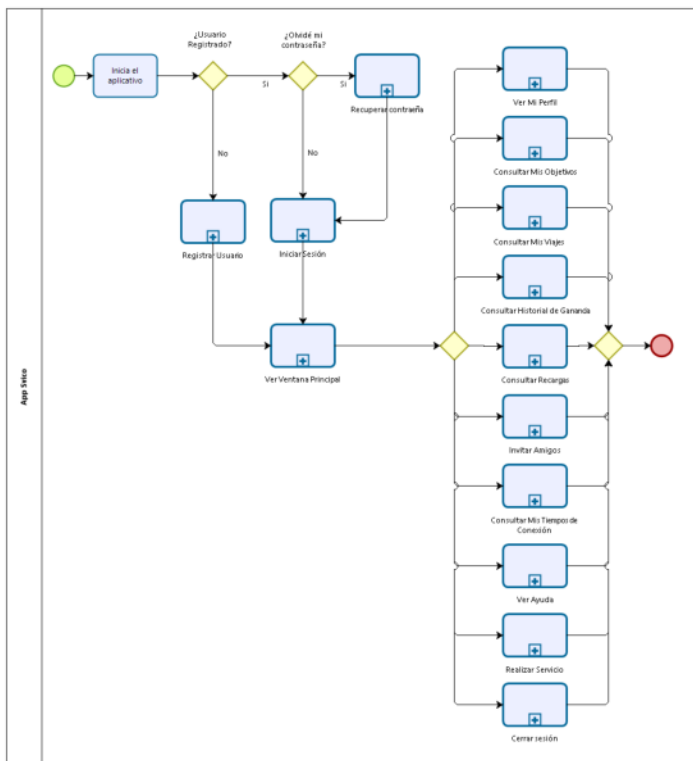 ¿Usuario
Registrado?
¿Olvidé mi
contraseña?
Inicia el
aplicativo
Si
Si
Recuperar contraeña
No
No
Registrar Usuario
Iniciar Sesión
Ver Ventana Principal
Ver Mi Perfil
Consultar Mis Objetivos
Consultar Mis Viajes
Consultar Historial de Ganancia
Consultar Recargas
Invitar Amigos
Consultar Mis Tiempos de
Conexión
Ver Ayuda
Realizar Servicio
Cerrar sesión
App Svico